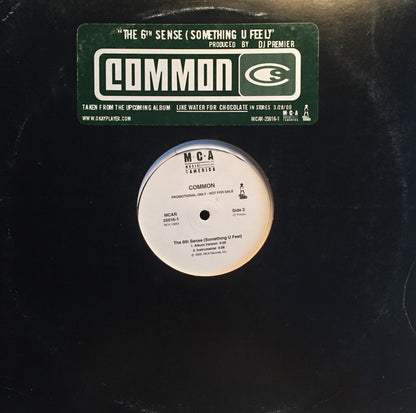 "THE 6TH SENSE (SOMETHING U FEEL)"
PRODUCED BY DJ PREMIER
COMMON
TAKEN FROM THE UPCOMING ALBUM LIKE WATER FOR CHOCOLATE IN STORES 3/28/00
WWW.OKAYPLAYER.COM
MCAR-25016-1
M·C·A
M·C·A
MUSIC
AMERICA
COMMON
PROMOTIONAL ONLY - NOT FOR SALE
MCAR
25016-1
Side 2
The 6th Sense (Something U Feel)
1. Album Version
2. Instrumental